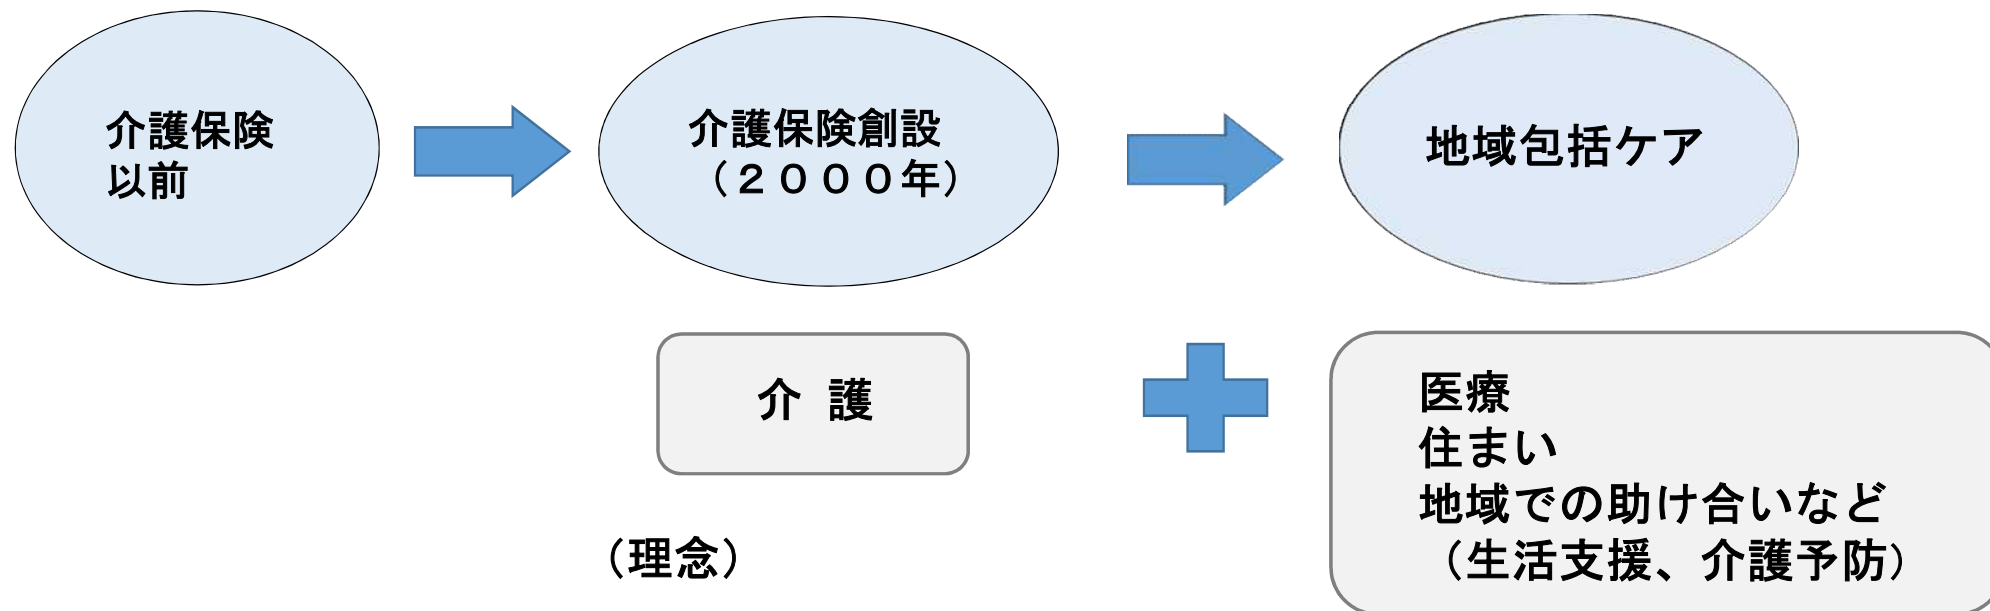 介護保険
以前
介護保険創設
（２０００年）
地域包括ケア
介 護
医療
住まい
地域での助け合いなど
（生活支援、介護予防）
（理念）